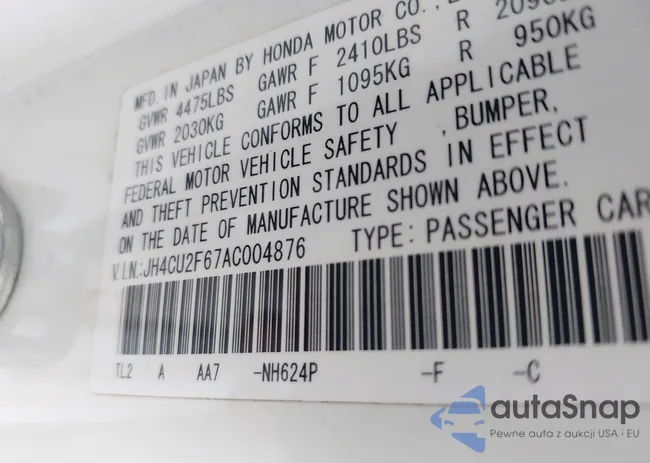 MFD. IN JAPAN BY HONDA MOTOR CO.,
GVWR 4475LBS GAWR F 2410LBS R
GVWR 2030KG GAWR F 1095KG R 950KG
THIS VEHICLE CONFORMS TO ALL APPLICABLE
FEDERAL MOTOR VEHICLE SAFETY , BUMPER,
AND THEFT PREVENTION STANDARDS IN EFFECT
ON THE DATE OF MANUFACTURE SHOWN ABOVE.
V.I.N.:JH4CU2F67AC004876 TYPE: PASSENGER CAR
TL2 A AA7 -NH624P -F -C
autaSnap
Pewne auta z aukcji USA i EU